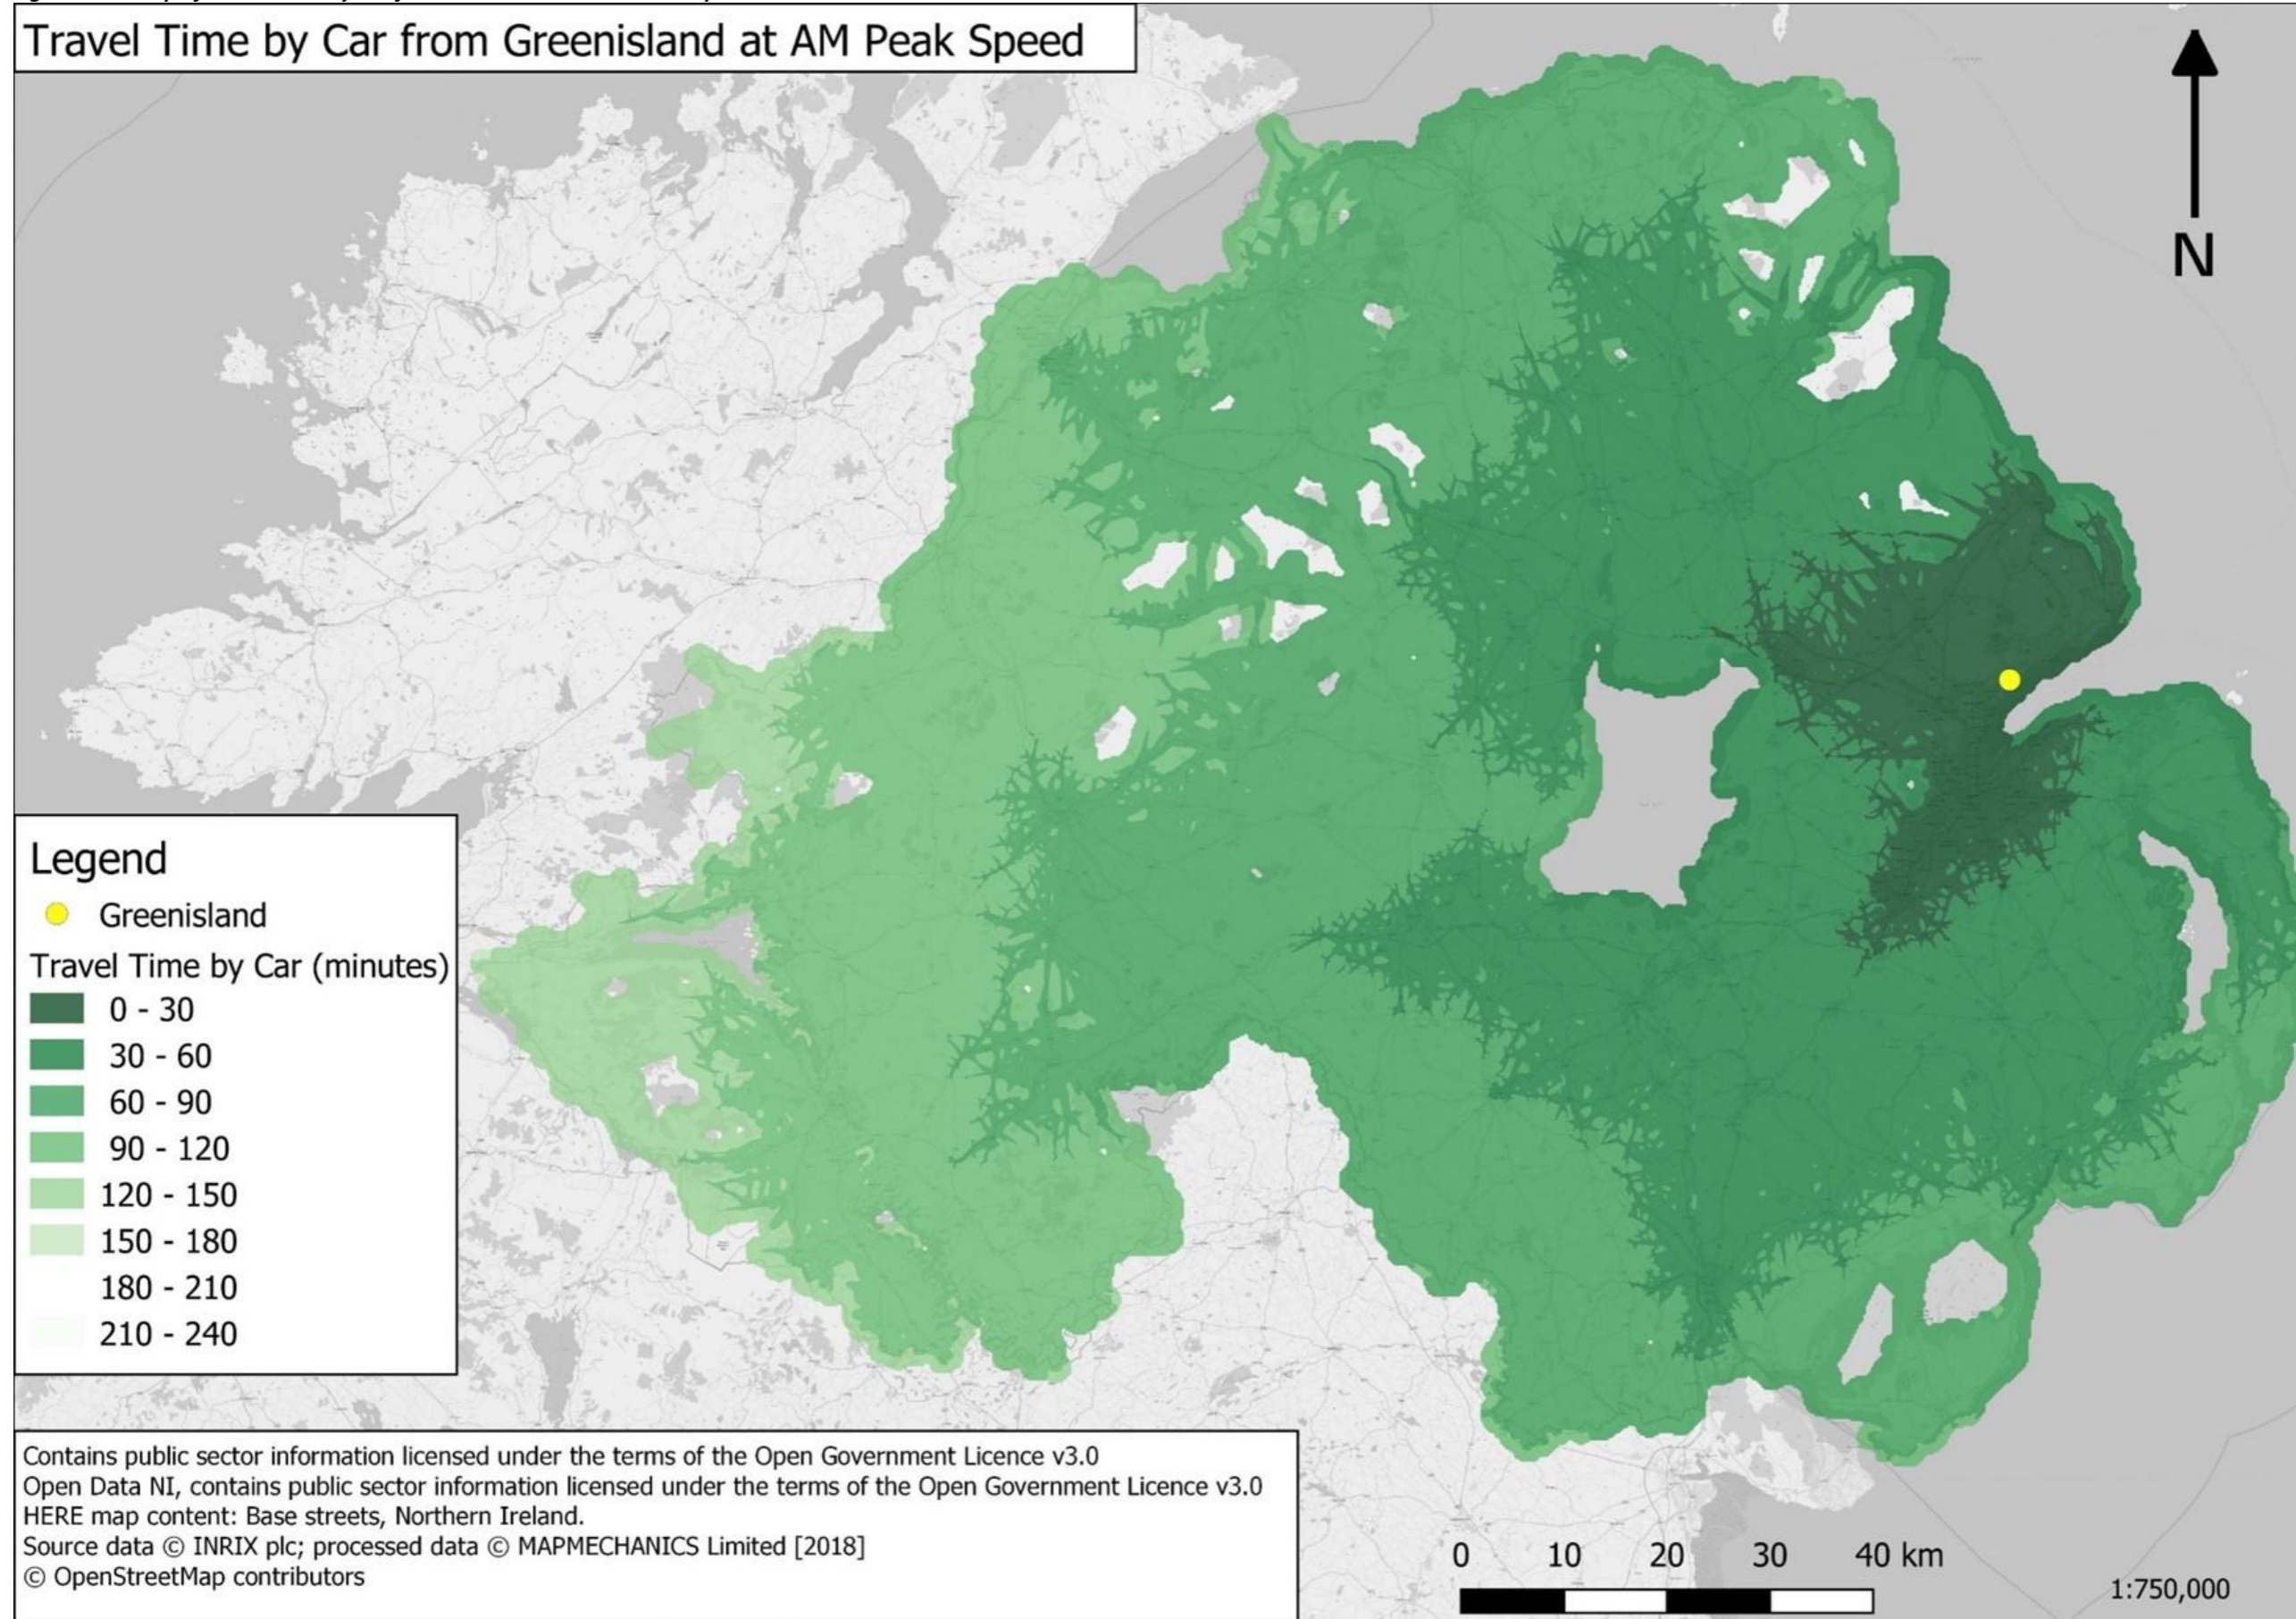 Travel Time by Car from Greenisland at AM Peak Speed
N
Legend
Greenisland
Travel Time by Car (minutes)
0 - 30
30 - 60
60 - 90
90 - 120
120 - 150
150 - 180
180 - 210
210 - 240
Contains public sector information licensed under the terms of the Open Government Licence v3.0
Open Data NI, contains public sector information licensed under the terms of the Open Government Licence v3.0
HERE map content: Base streets, Northern Ireland.
Source data © INRIX plc; processed data © MAPMECHANICS Limited [2018]
© OpenStreetMap contributors
0 10 20 30 40 km
1:750,000